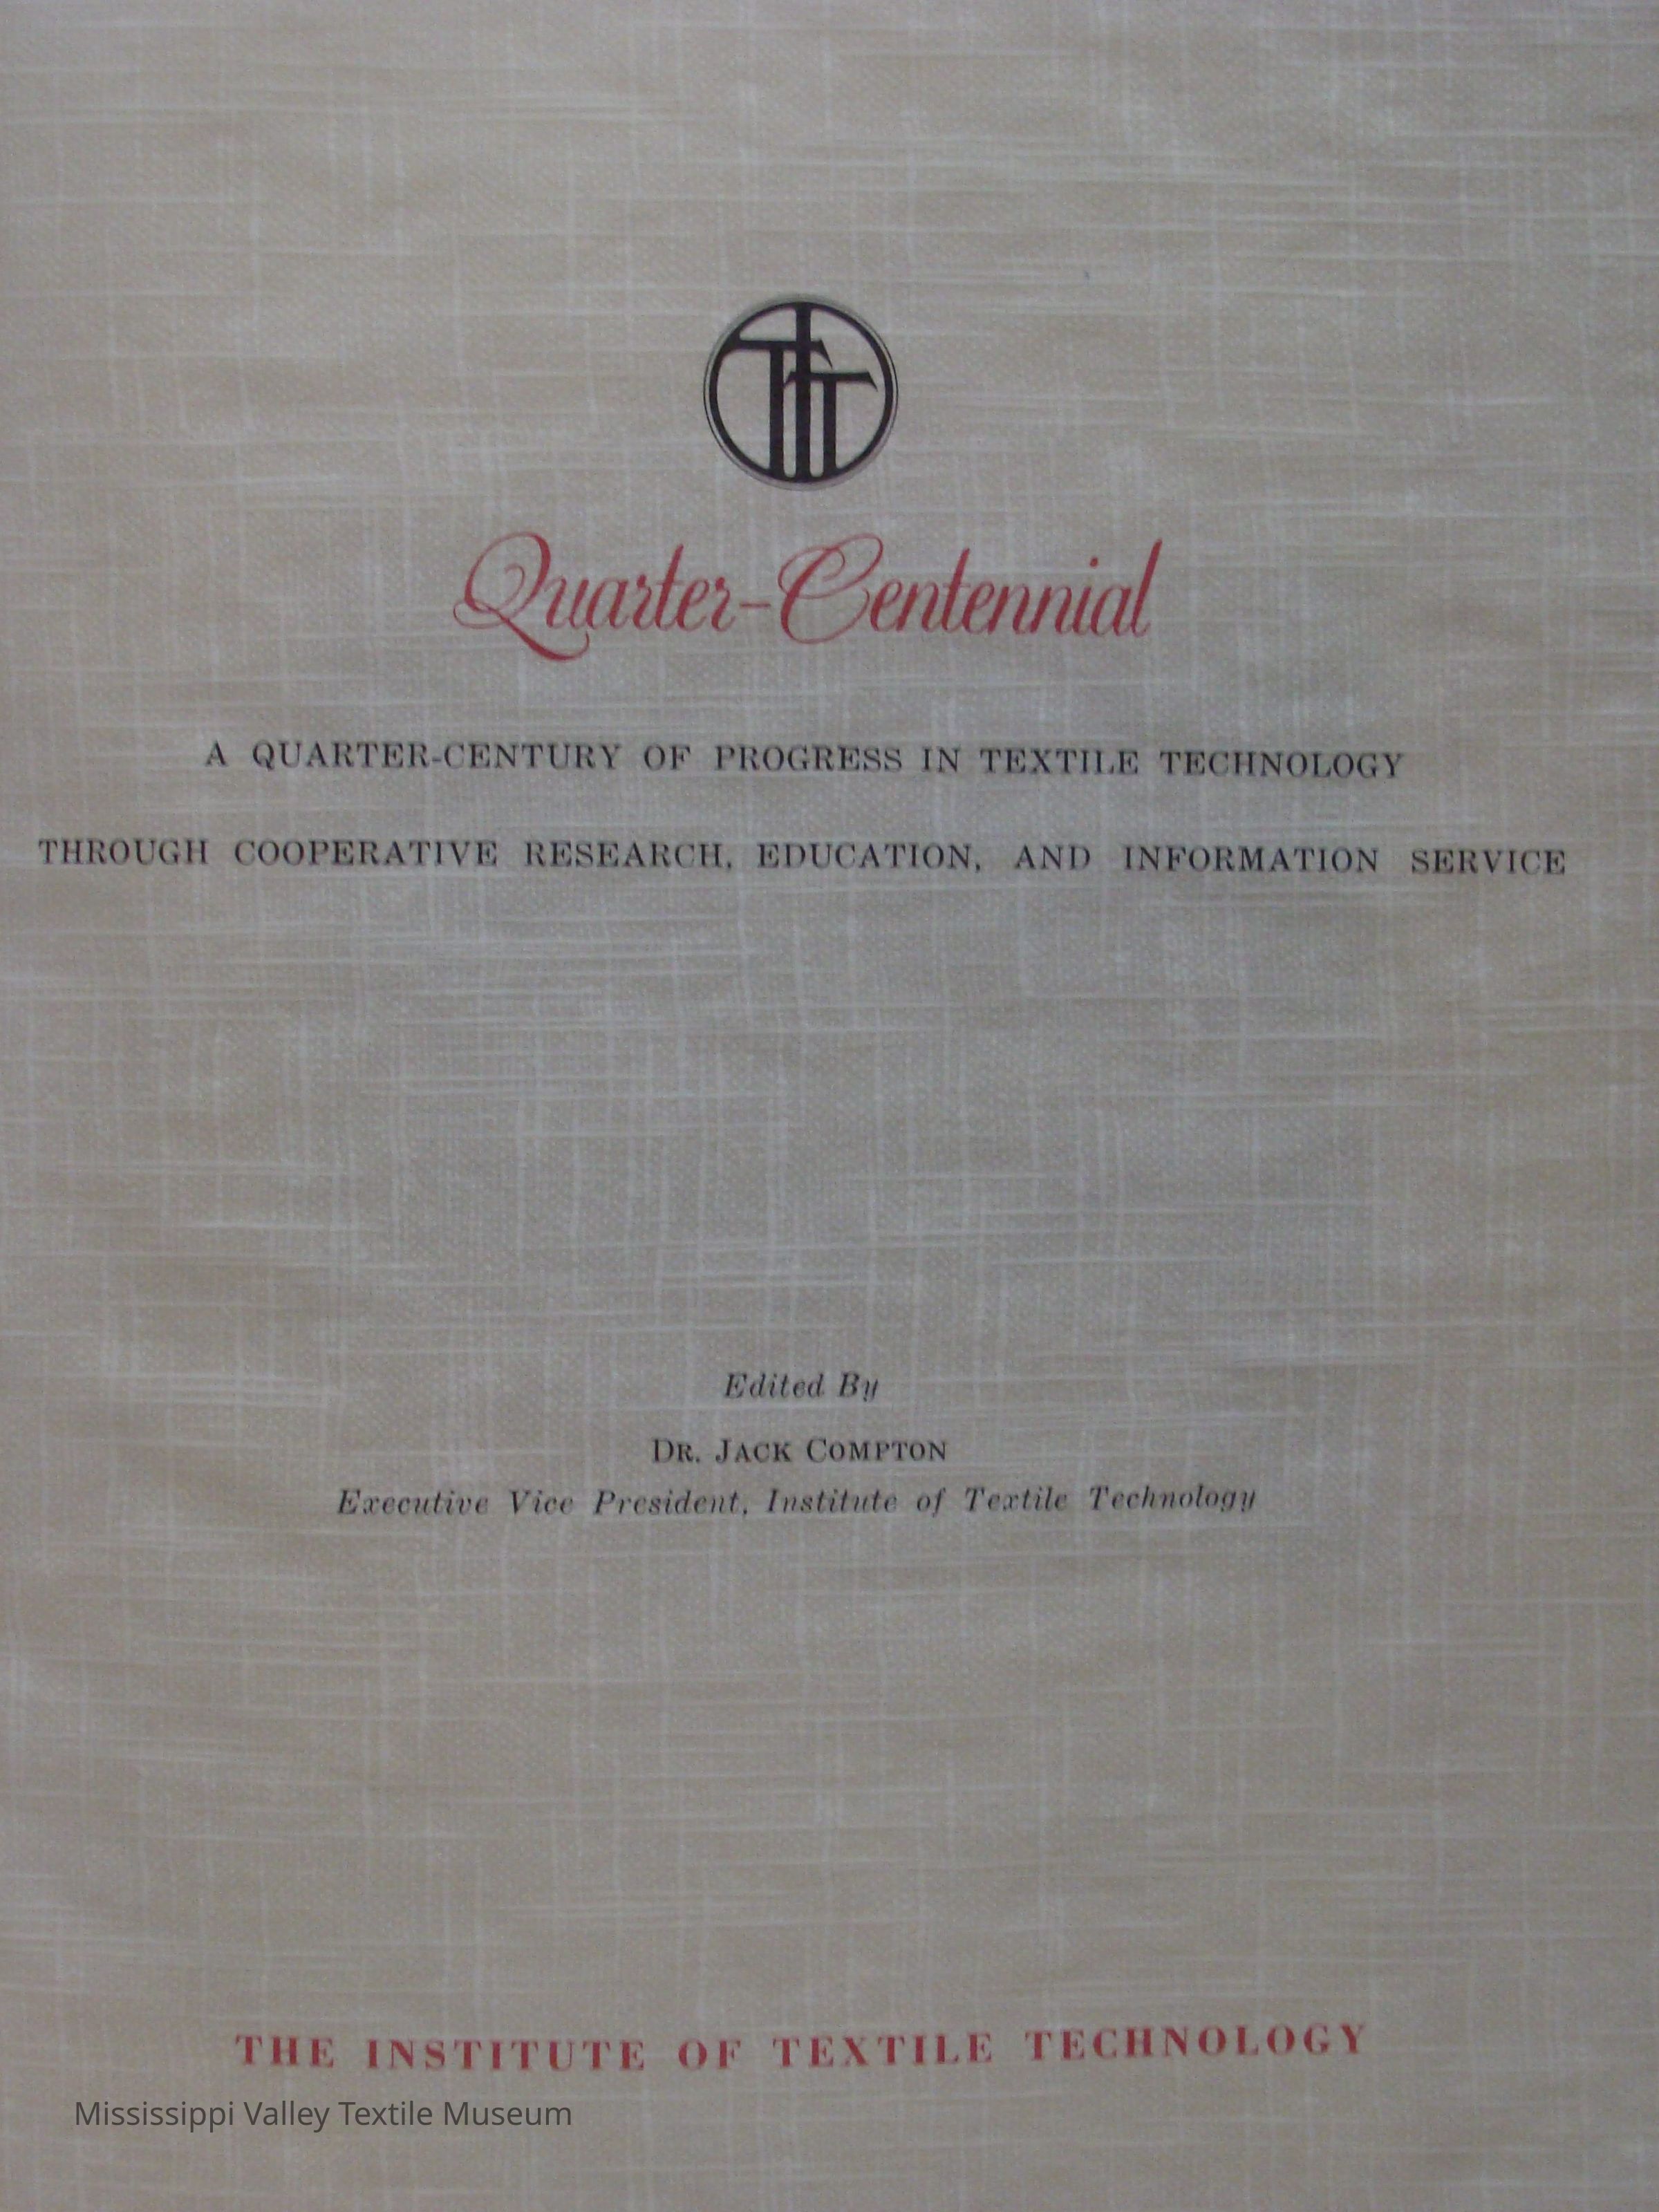 ITT
Quarter-Centennial
A QUARTER-CENTURY OF PROGRESS IN TEXTILE TECHNOLOGY
THROUGH COOPERATIVE RESEARCH, EDUCATION, AND INFORMATION SERVICE
Edited By
DR. JACK COMPTON
Executive Vice President, Institute of Textile Technology
THE INSTITUTE OF TEXTILE TECHNOLOGY
Mississippi Valley Textile Museum